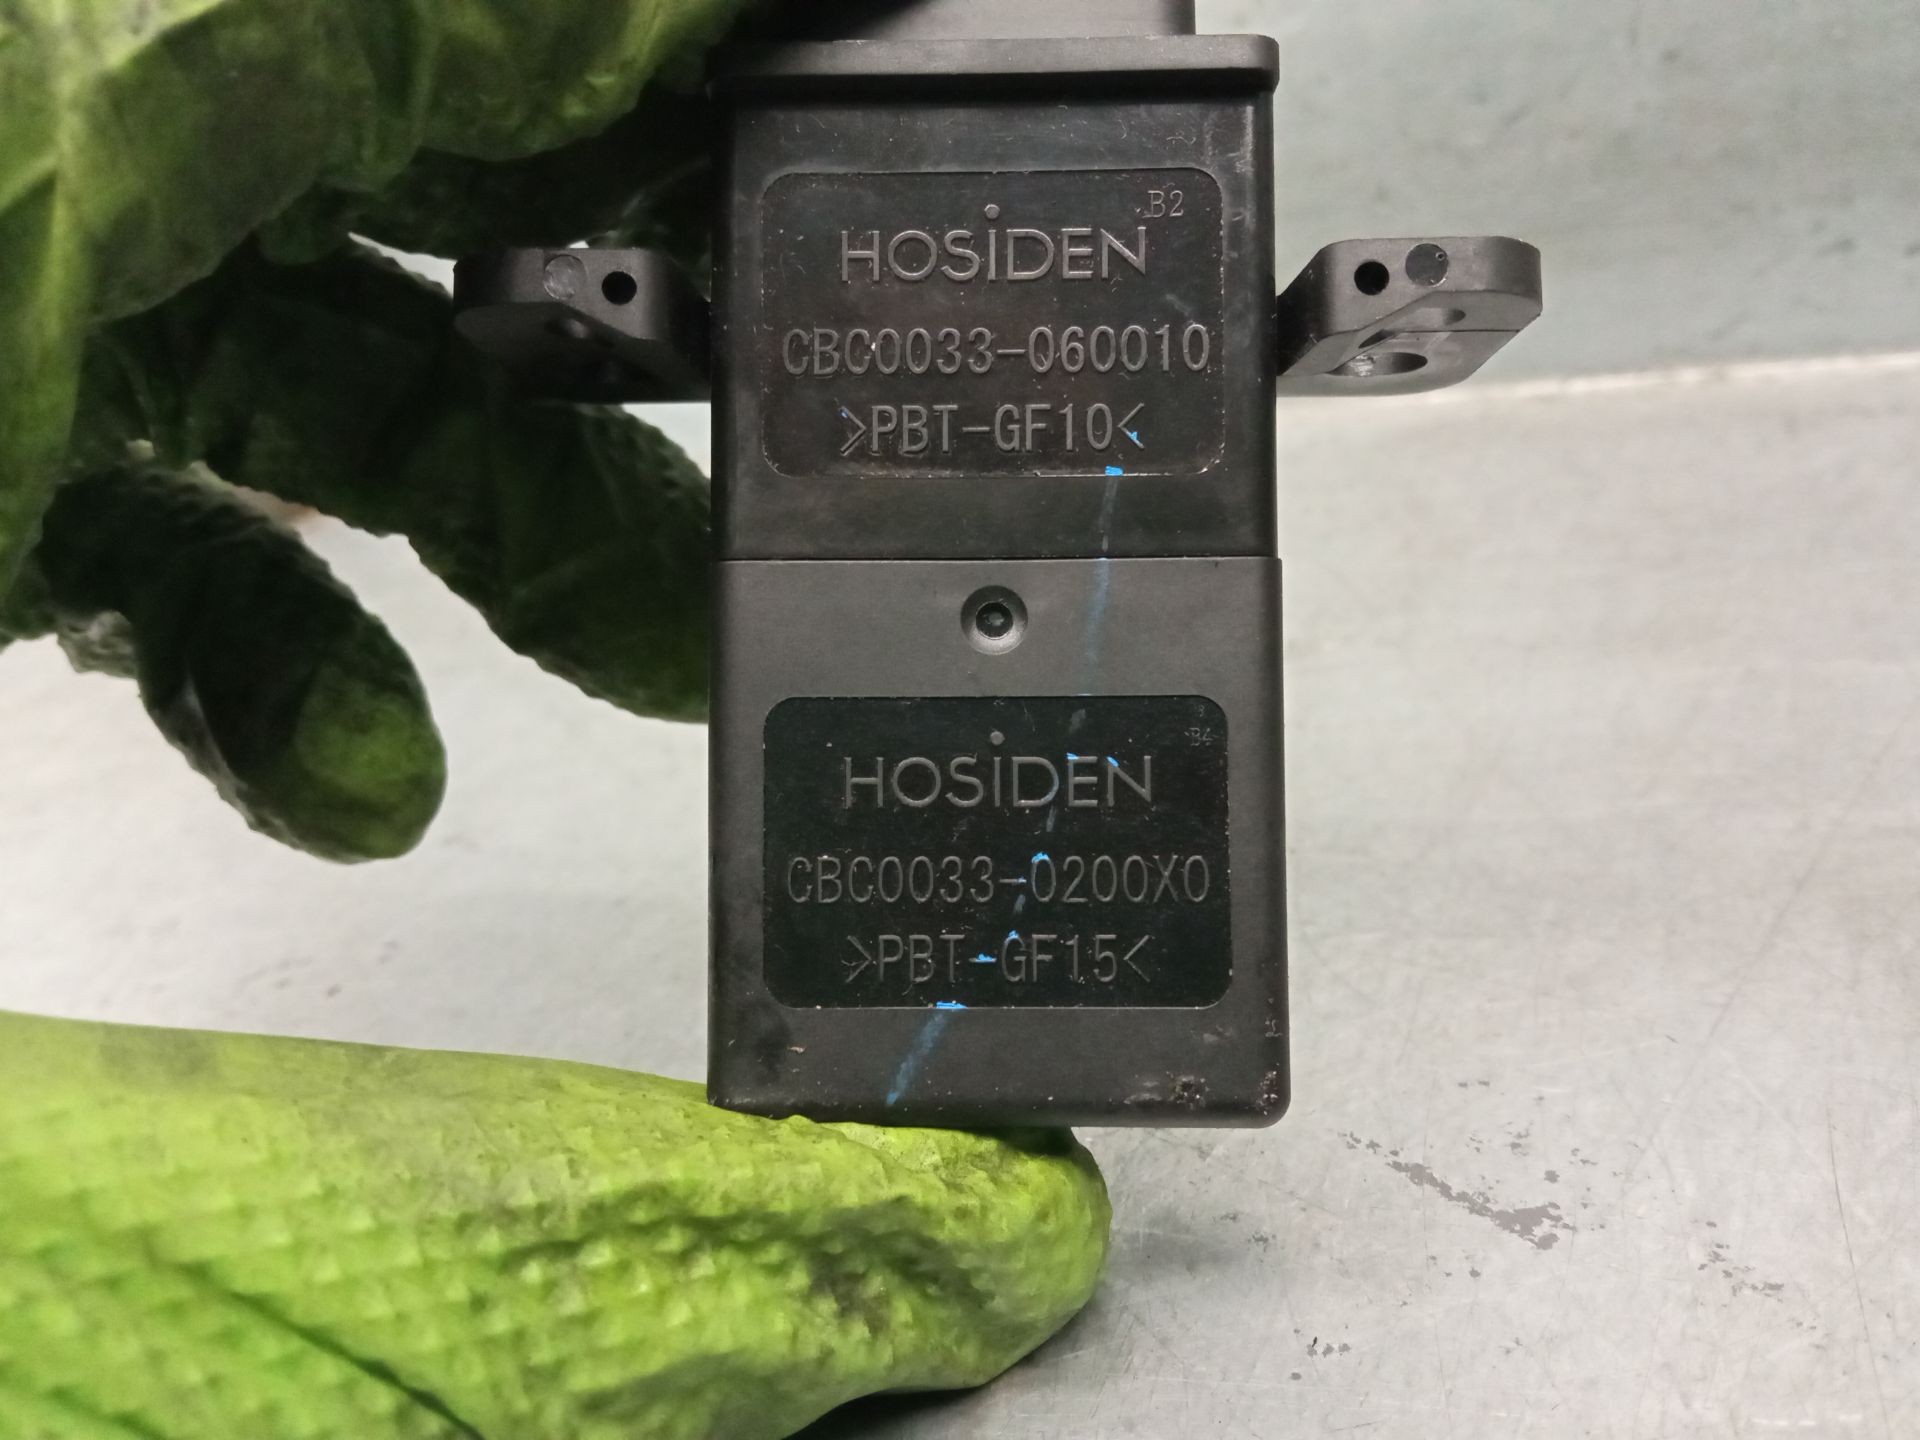 B2
HOSiDEN
CBC0033-060010
>PBT-GF10<
B4
HOSiDEN
CBC0033-0200X0
>PBT-GF15<